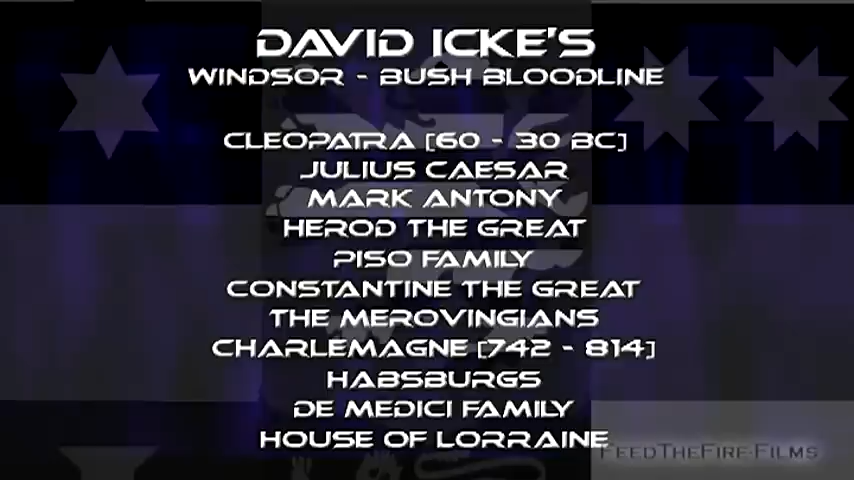 DAVID ICKE'S
WINDSOR - BUSH BLOODLINE
CLEOPATRA [60 - 30 BC]
JULIUS CAESAR
MARK ANTONY
HEROD THE GREAT
PISO FAMILY
CONSTANTINE THE GREAT
THE MEROVINGIANS
CHARLEMAGNE [742 - 814]
HABSBURGS
DE MEDICI FAMILY
HOUSE OF LORRAINE
FEEDTHEFIRE-FILMS